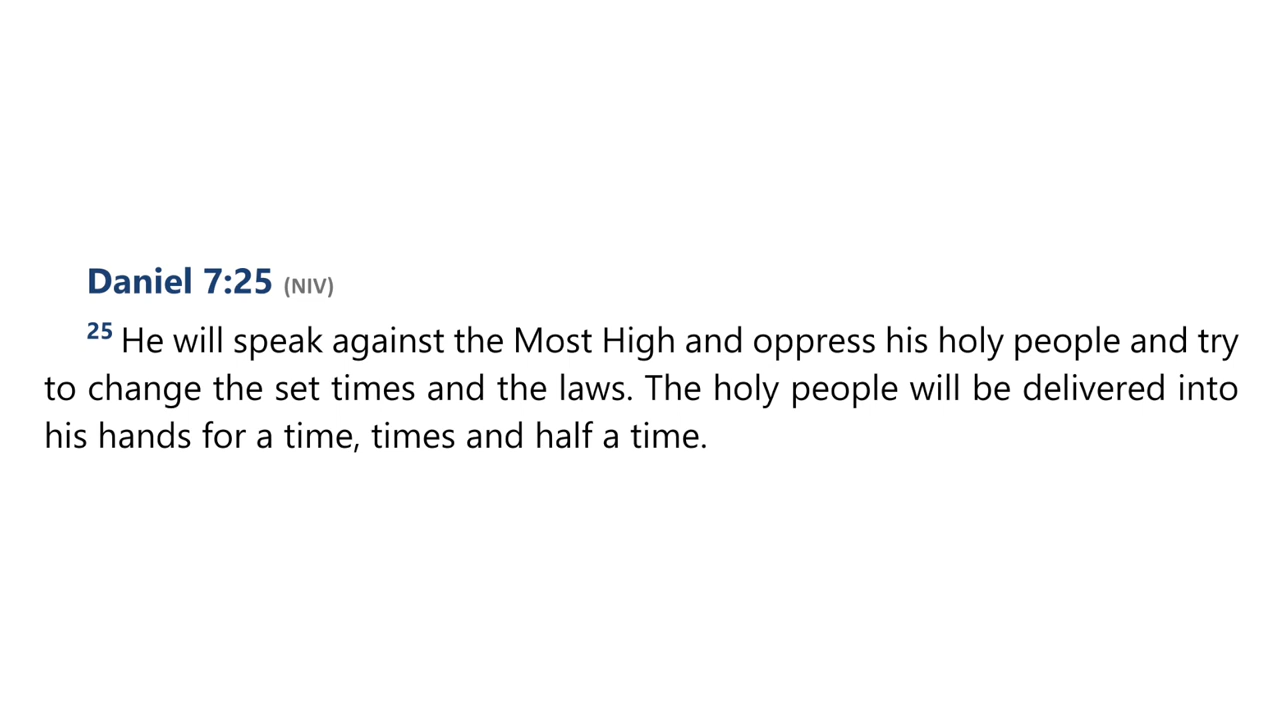 Daniel 7:25 (NIV)
25 He will speak against the Most High and oppress his holy people and try
to change the set times and the laws. The holy people will be delivered into
his hands for a time, times and half a time.